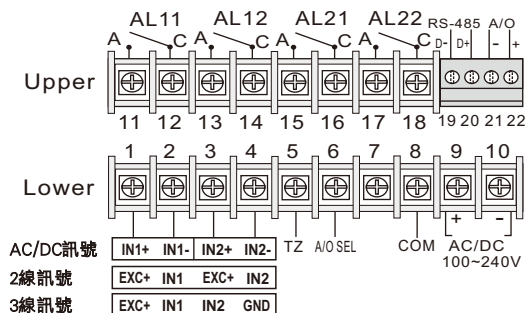 AL11 AL12 AL21 AL22 RS-485 A/O
A C A C A C A C D- D+ - +
Upper
11 12 13 14 15 16 17 18 19 20 21 22
1 2 3 4 5 6 7 8 9 10
Lower
+ -
AC/DC訊號 IN1+ IN1- IN2+ IN2- TZ A/O SEL COM AC/DC
100~240V
2線訊號 EXC+ IN1 EXC+ IN2
3線訊號 EXC+ IN1 IN2 GND